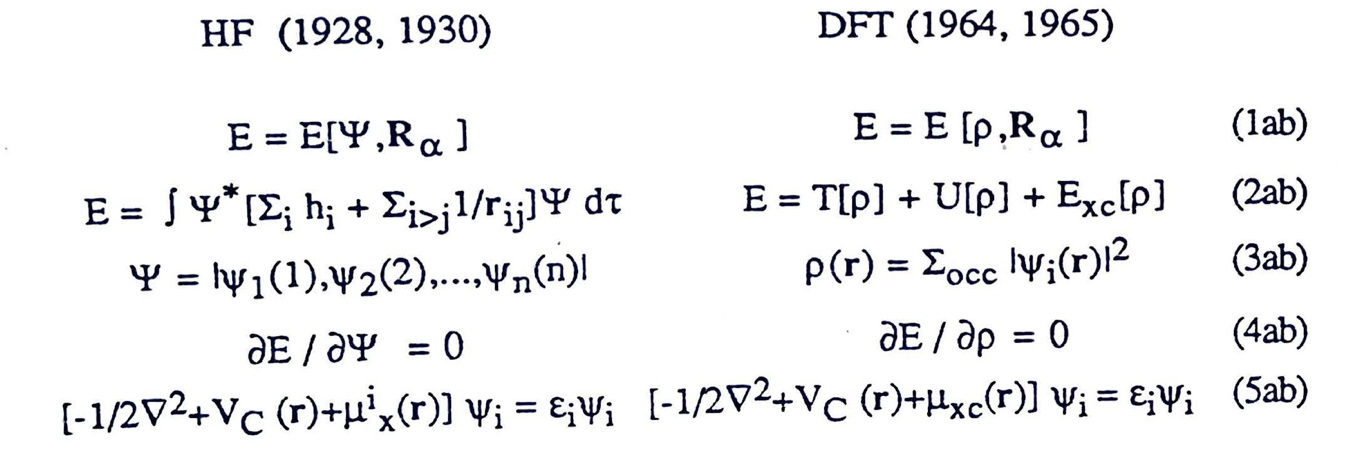 HF (1928, 1930) DFT (1964, 1965)
E = E[Ψ,Rα ] E = E [ρ,Rα ] (1ab)
E = ∫ Ψ*[Σi hi + Σi>j1/rij]Ψ dτ E = T[ρ] + U[ρ] + Exc[ρ] (2ab)
Ψ = |ψ1(1),ψ2(2),...,ψn(n)| ρ(r) = Σocc |ψi(r)|² (3ab)
∂E / ∂Ψ = 0 ∂E / ∂ρ = 0 (4ab)
[-1/2∇²+VC (r)+μⁱx(r)] ψi = εiψi [-1/2∇²+VC (r)+μxc(r)] ψi = εiψi (5ab)